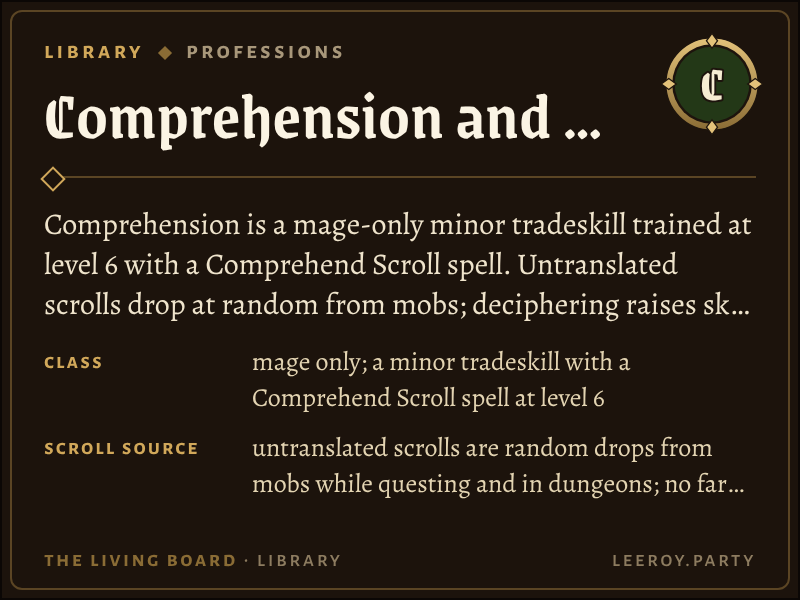 LIBRARY ◆ PROFESSIONS
C
Comprehension and ...
Comprehension is a mage-only minor tradeskill trained at
level 6 with a Comprehend Scroll spell. Untranslated
scrolls drop at random from mobs; deciphering raises sk...
CLASS
mage only; a minor tradeskill with a
Comprehend Scroll spell at level 6
SCROLL SOURCE
untranslated scrolls are random drops from
mobs while questing and in dungeons; no far...
THE LIVING BOARD · LIBRARY
LEEROY.PARTY